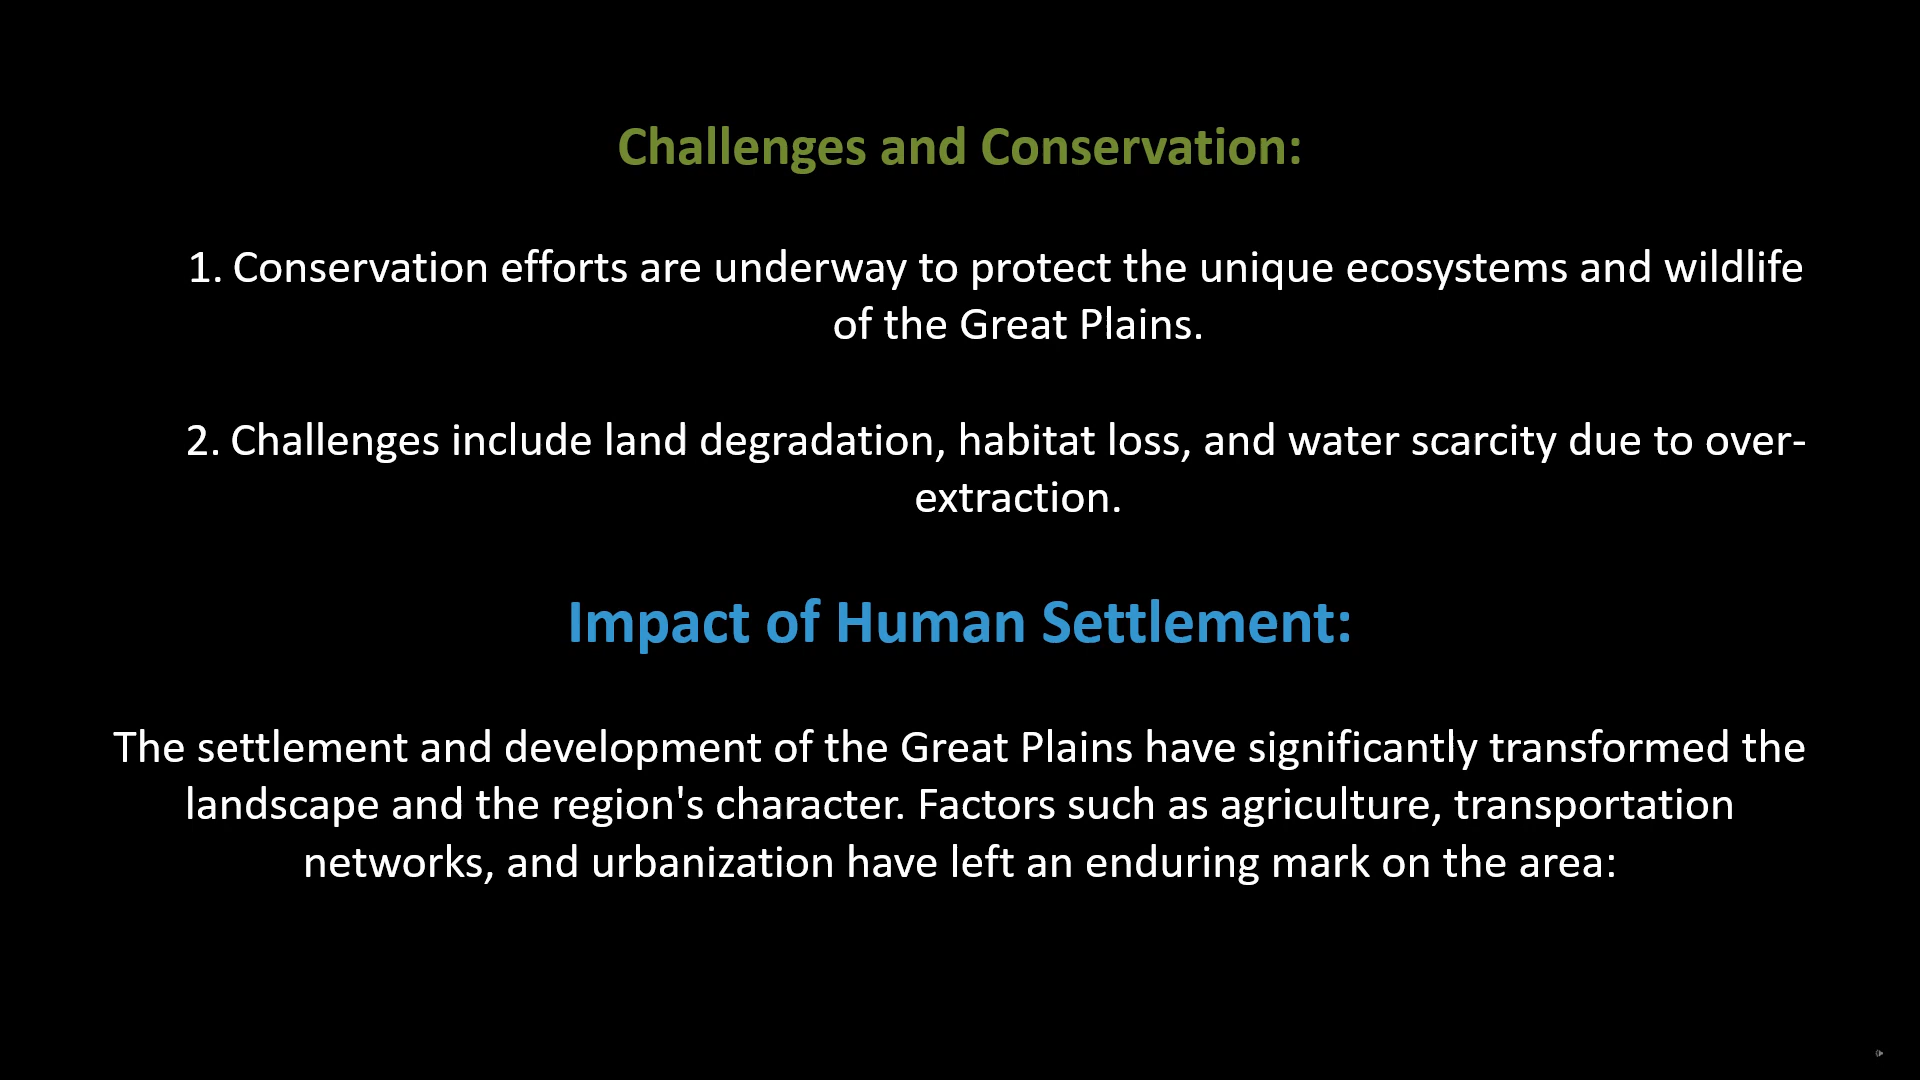 Challenges and Conservation:
1. Conservation efforts are underway to protect the unique ecosystems and wildlife
of the Great Plains.
2. Challenges include land degradation, habitat loss, and water scarcity due to over-
extraction.
Impact of Human Settlement:
The settlement and development of the Great Plains have significantly transformed the
landscape and the region's character. Factors such as agriculture, transportation
networks, and urbanization have left an enduring mark on the area: